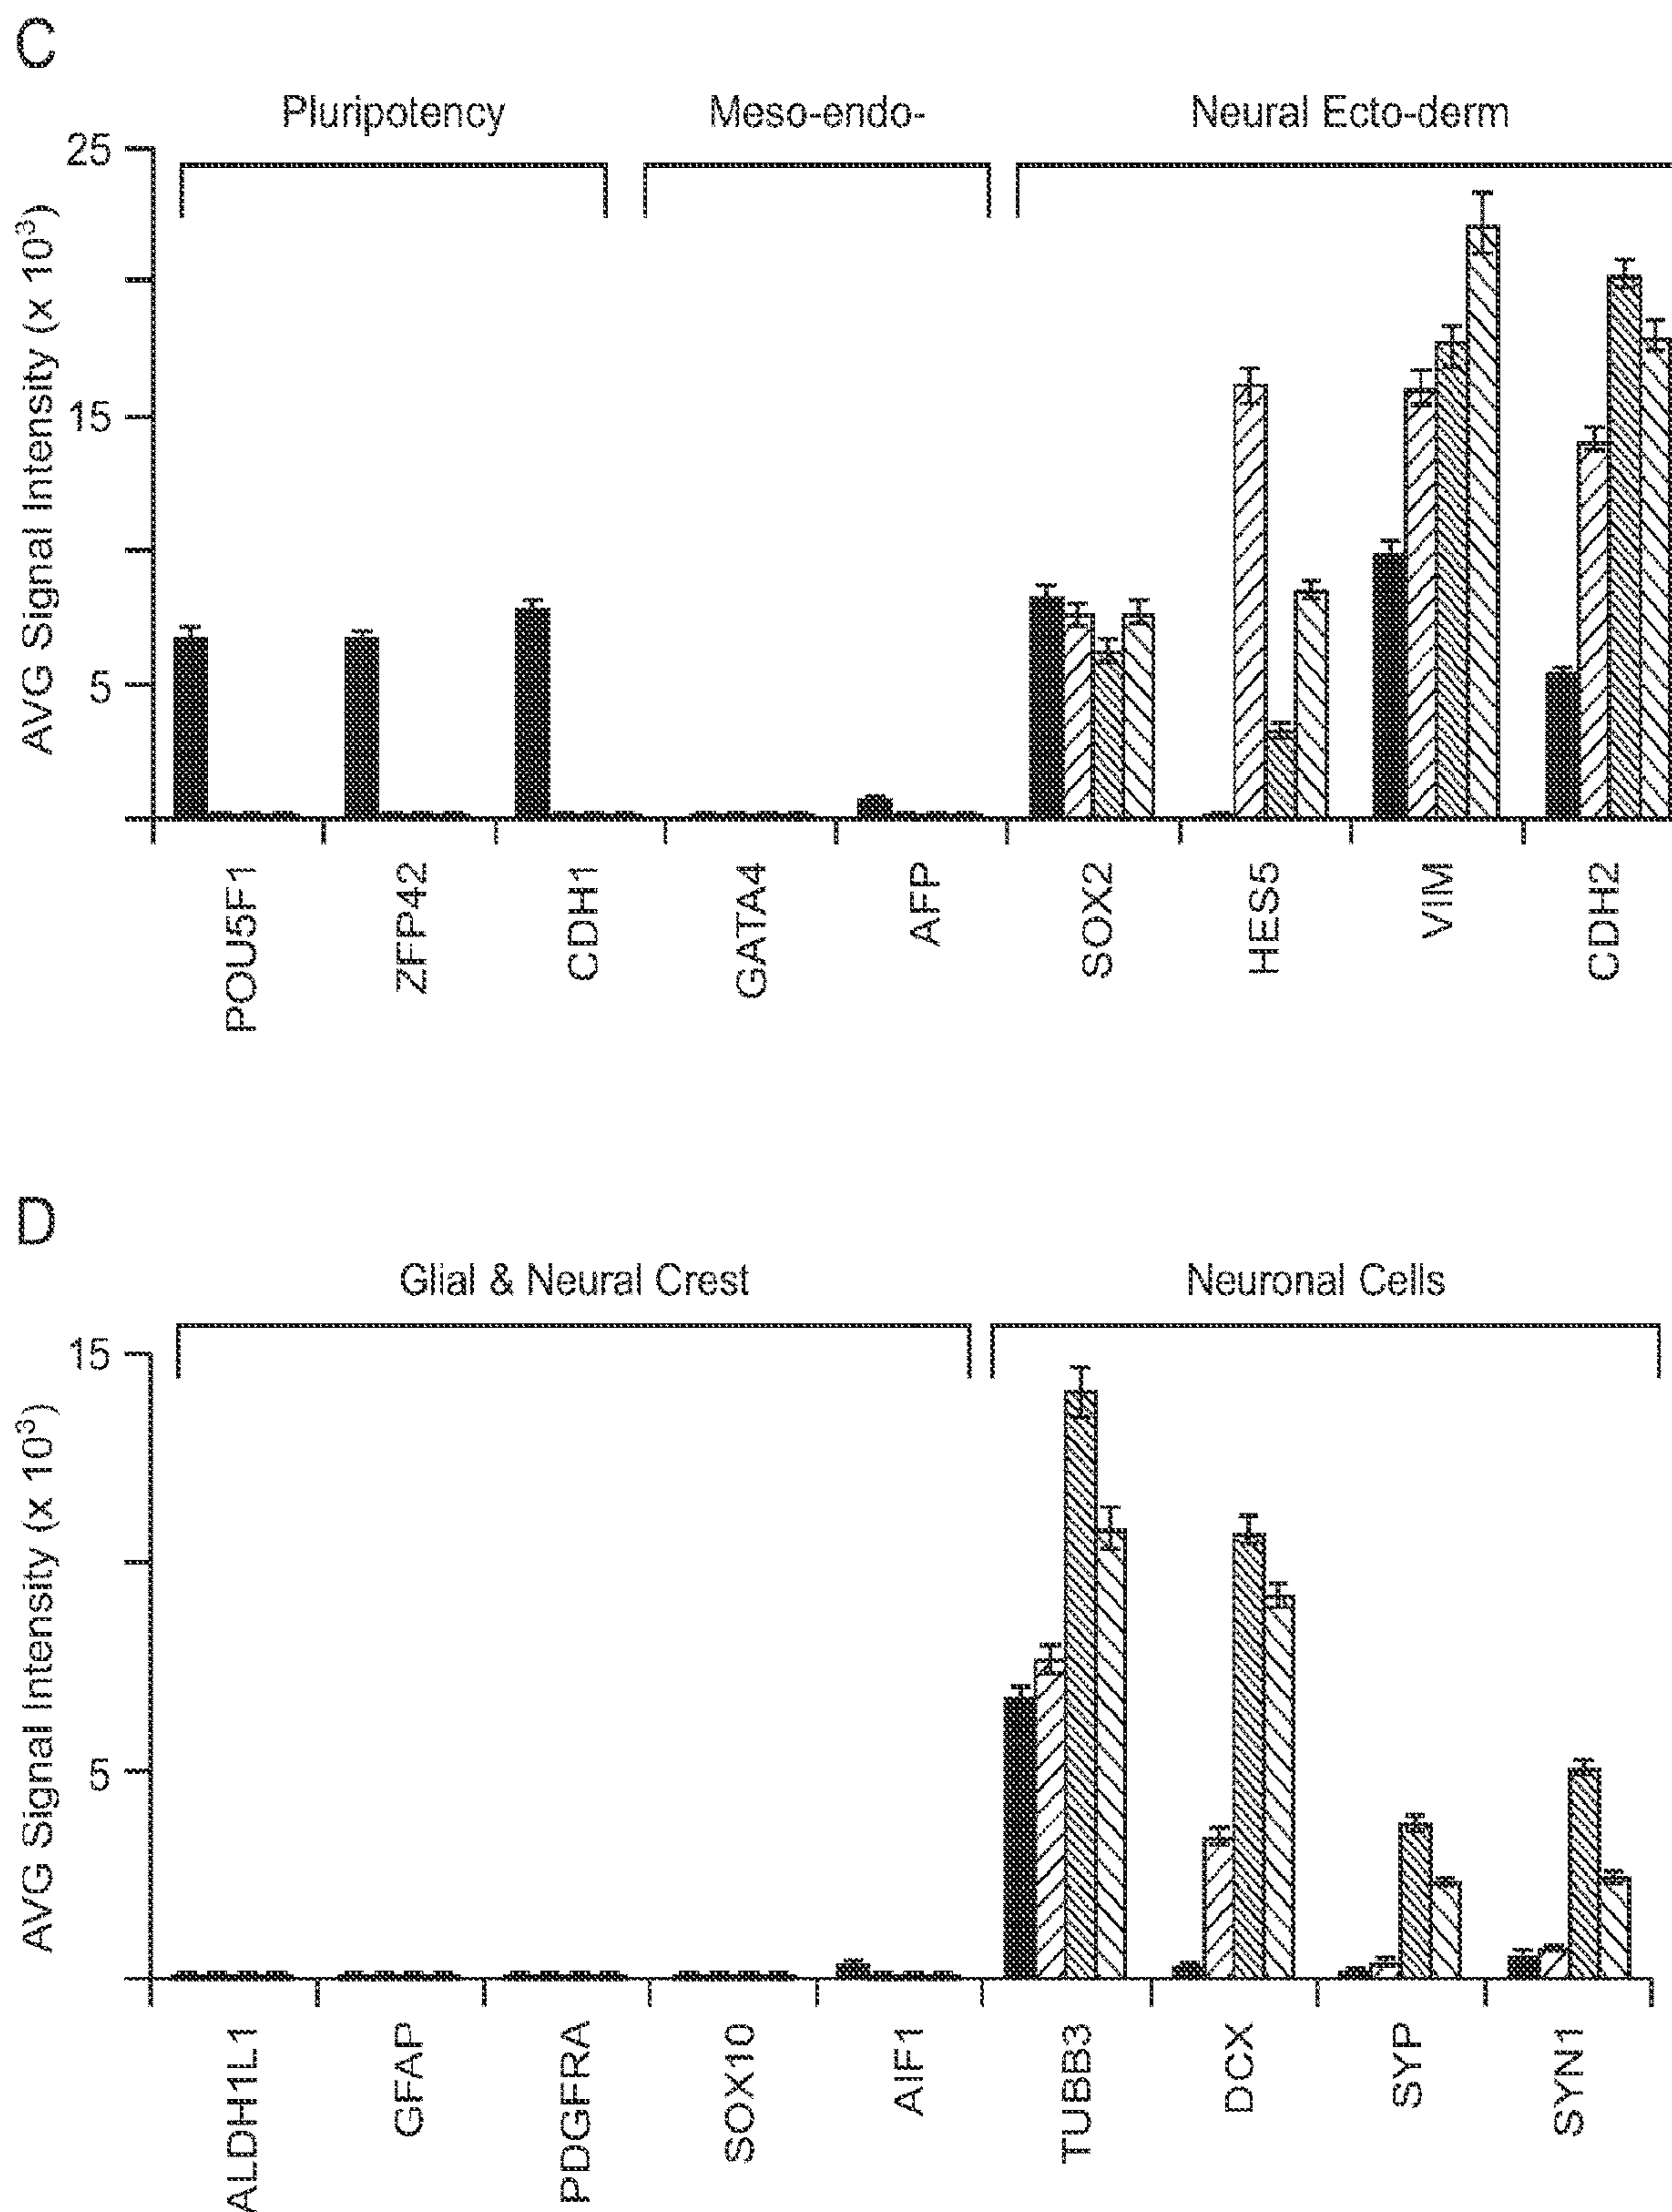 C
Pluripotency Meso-endo- Neural Ecto-derm
25
15
5
AVG Signal Intensity (x 10³)
POU5F1 ZFP42 CDH1 GATA4 AFP SOX2 HES5 VIM CDH2
D
Glial & Neural Crest Neuronal Cells
15
5
AVG Signal Intensity (x 10³)
ALDH1L1 GFAP PDGFRA SOX10 AIF1 TUBB3 DCX SYP SYN1